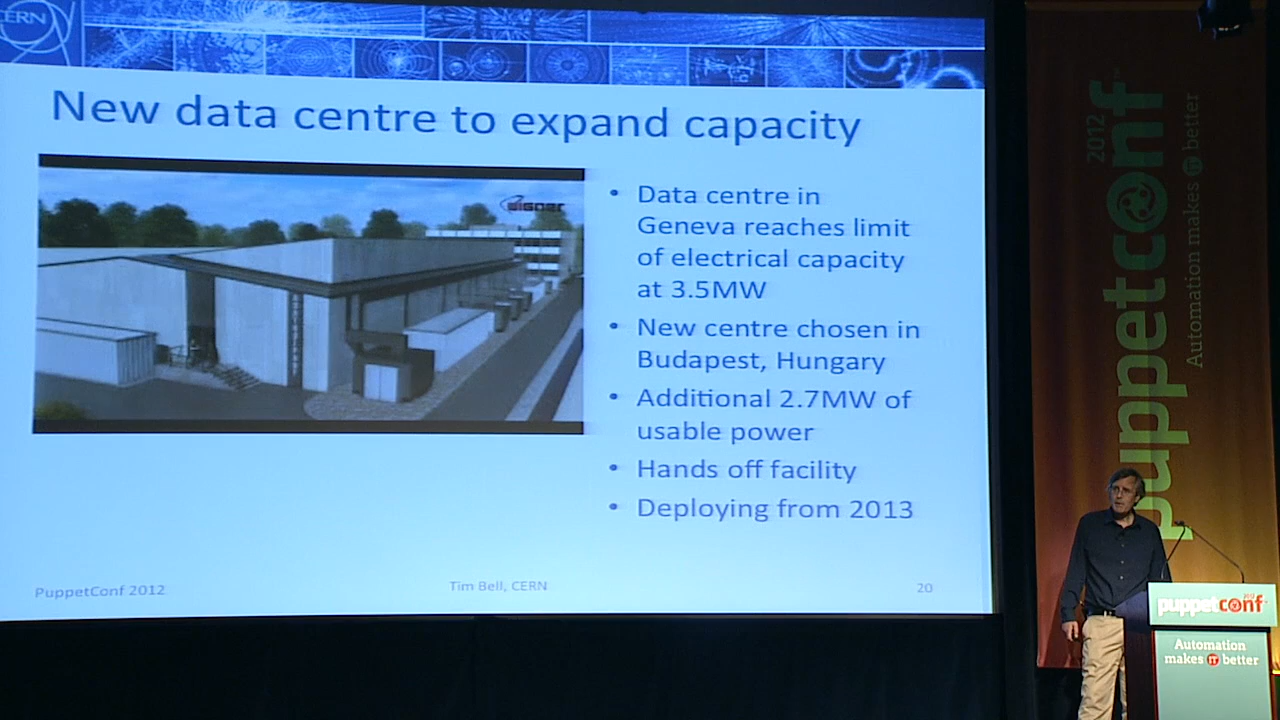 CERN
New data centre to expand capacity
wigner
• Data centre in
Geneva reaches limit
of electrical capacity
at 3.5MW
• New centre chosen in
Budapest, Hungary
• Additional 2.7MW of
usable power
• Hands off facility
• Deploying from 2013
PuppetConf 2012
Tim Bell, CERN
20
puppetconf
2012
Automation makes IT better
puppetconf
2012
Automation
makes IT better